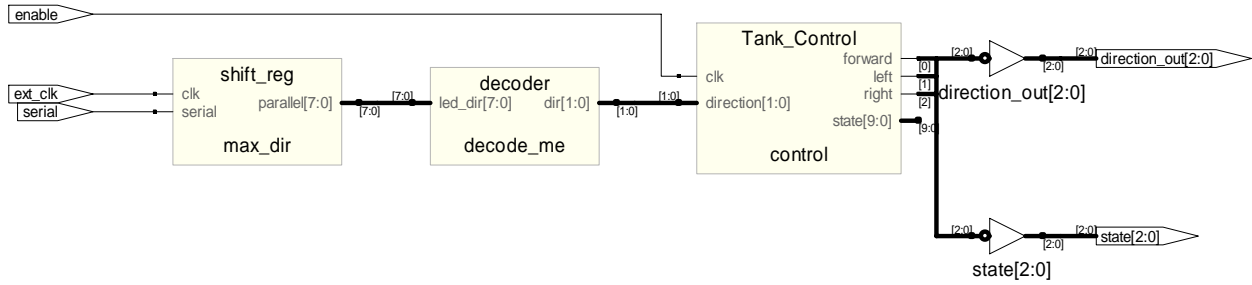 enable
ext_clk
serial
shift_reg
clk
serial
parallel[7:0]
[7:0]
max_dir
[7:0]
decoder
led_dir[7:0]
dir[1:0]
[1:0]
decode_me
[1:0]
Tank_Control
clk
direction[1:0]
forward
left
right
state[9:0]
control
[0]
[1]
[2]
[9:0]
[2:0]
[2:0]
[2:0]
direction_out[2:0]
direction_out[2:0]
[2:0]
[2:0]
[2:0]
state[2:0]
state[2:0]